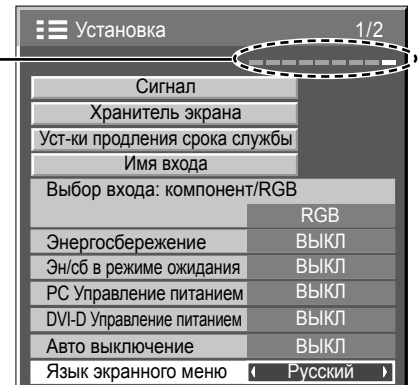 Установка 1/2
Сигнал
Хранитель экрана
Уст-ки продления срока службы
Имя входа
Выбор входа: компонент/RGB
RGB
Энергосбережение ВЫКЛ
Эн/сб в режиме ожидания ВЫКЛ
PC Управление питанием ВЫКЛ
DVI-D Управление питанием ВЫКЛ
Авто выключение ВЫКЛ
Язык экранного меню Русский